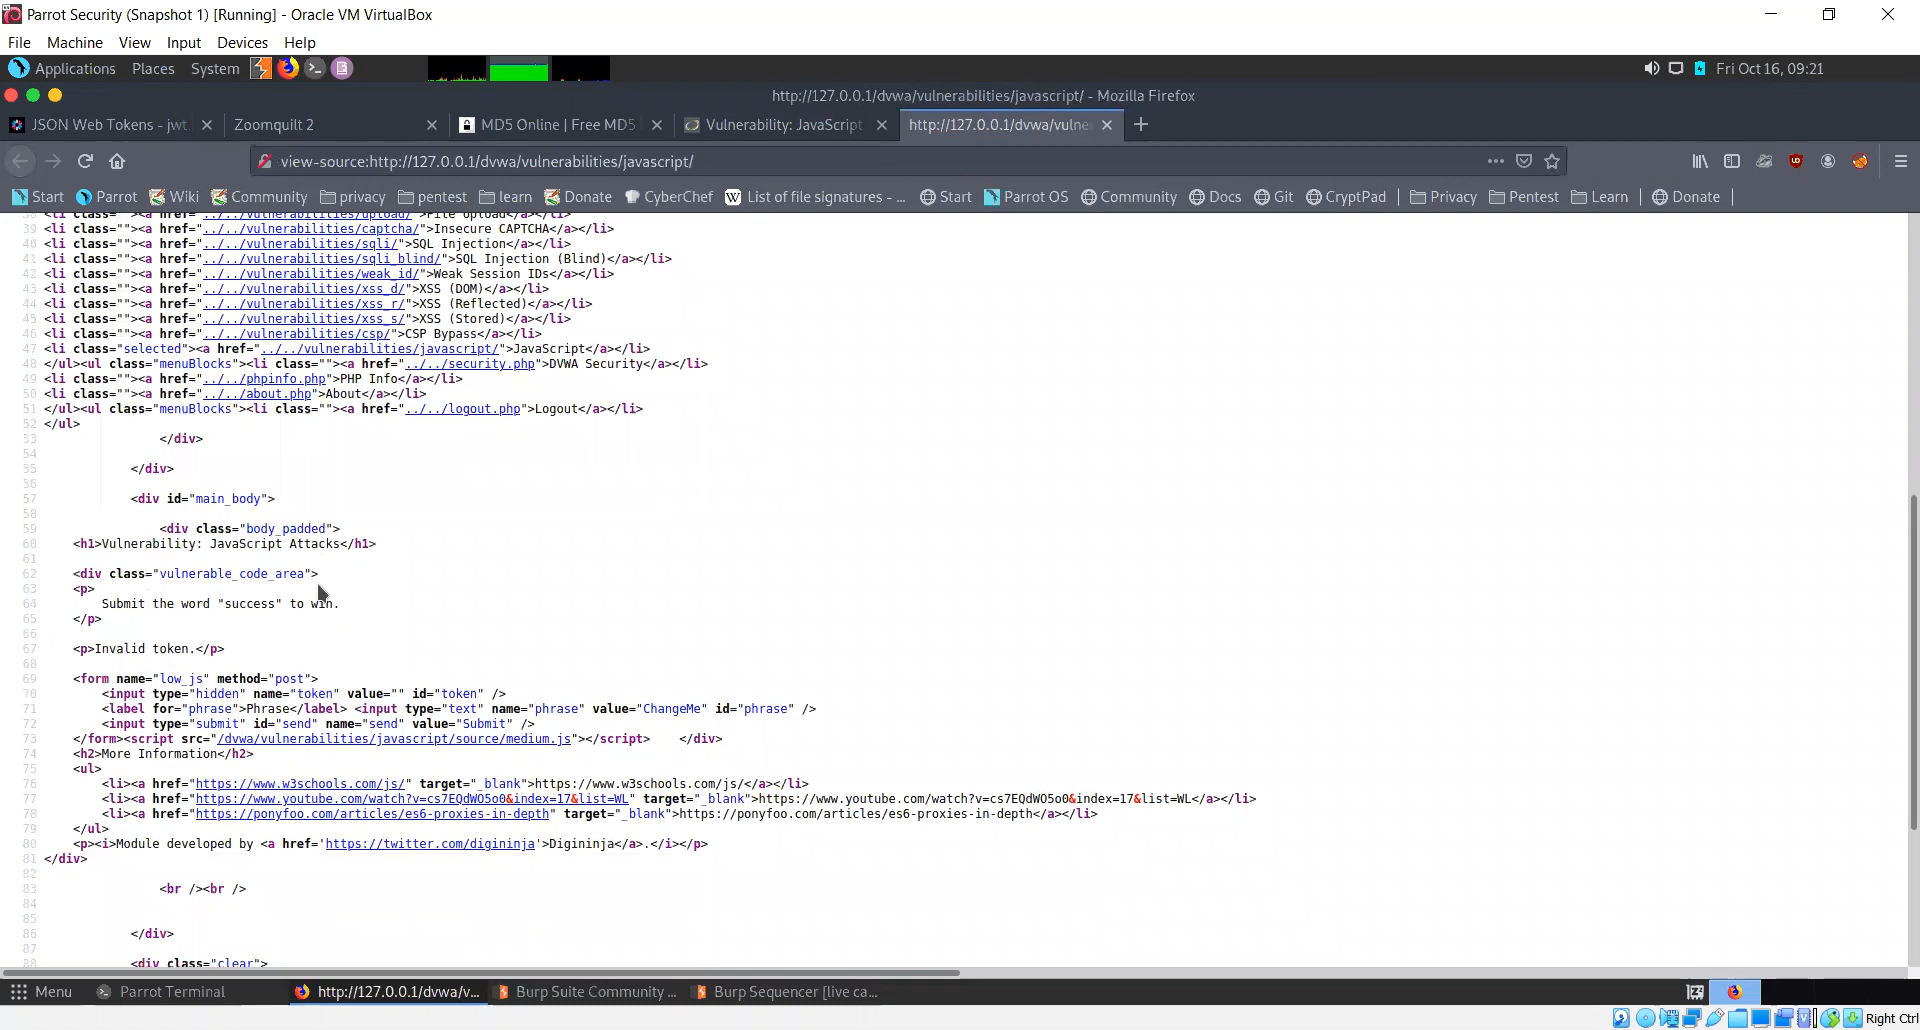 Parrot Security (Snapshot 1) [Running] - Oracle VM VirtualBox
File Machine View Input Devices Help
Applications Places System Fri Oct 16, 09:21
http://127.0.0.1/dvwa/vulnerabilities/javascript/ - Mozilla Firefox
JSON Web Tokens - jwt. Zoomquilt 2 MD5 Online | Free MD5 Vulnerability: JavaScript http://127.0.0.1/dvwa/vulne
view-source:http://127.0.0.1/dvwa/vulnerabilities/javascript/
Start Parrot Wiki Community privacy pentest learn Donate CyberChef List of file signatures - ... Start Parrot OS Community Docs Git CryptPad Privacy Pentest Learn Donate
38 <li class=""><a href="../../vulnerabilities/upload/">File Upload</a></li>
39 <li class=""><a href="../../vulnerabilities/captcha/">Insecure CAPTCHA</a></li>
40 <li class=""><a href="../../vulnerabilities/sqli/">SQL Injection</a></li>
41 <li class=""><a href="../../vulnerabilities/sqli_blind/">SQL Injection (Blind)</a></li>
42 <li class=""><a href="../../vulnerabilities/weak_id/">Weak Session IDs</a></li>
43 <li class=""><a href="../../vulnerabilities/xss_d/">XSS (DOM)</a></li>
44 <li class=""><a href="../../vulnerabilities/xss_r/">XSS (Reflected)</a></li>
45 <li class=""><a href="../../vulnerabilities/xss_s/">XSS (Stored)</a></li>
46 <li class=""><a href="../../vulnerabilities/csp/">CSP Bypass</a></li>
47 <li class="selected"><a href="../../vulnerabilities/javascript/">JavaScript</a></li>
48 </ul><ul class="menuBlocks"><li class=""><a href="../../security.php">DVWA Security</a></li>
49 <li class=""><a href="../../phpinfo.php">PHP Info</a></li>
50 <li class=""><a href="../../about.php">About</a></li>
51 </ul><ul class="menuBlocks"><li class=""><a href="../../logout.php">Logout</a></li>
52 </ul>
53 </div>
54
55 </div>
56
57 <div id="main_body">
58
59 <div class="body_padded">
60 <h1>Vulnerability: JavaScript Attacks</h1>
61
62 <div class="vulnerable_code_area">
63 <p>
64 Submit the word "success" to win.
65 </p>
66
67 <p>Invalid token.</p>
68
69 <form name="low_js" method="post">
70 <input type="hidden" name="token" value="" id="token" />
71 <label for="phrase">Phrase</label> <input type="text" name="phrase" value="ChangeMe" id="phrase" />
72 <input type="submit" id="send" name="send" value="Submit" />
73 </form><script src="/dvwa/vulnerabilities/javascript/source/medium.js"></script> </div>
74 <h2>More Information</h2>
75 <ul>
76 <li><a href="https://www.w3schools.com/js/" target="_blank">https://www.w3schools.com/js/</a></li>
77 <li><a href="https://www.youtube.com/watch?v=cs7EQdWO5o0&index=17&list=WL" target="_blank">https://www.youtube.com/watch?v=cs7EQdWO5o0&index=17&list=WL</a></li>
78 <li><a href="https://ponyfoo.com/articles/es6-proxies-in-depth" target="_blank">https://ponyfoo.com/articles/es6-proxies-in-depth</a></li>
79 </ul>
80 <p><i>Module developed by <a href='https://twitter.com/digininja'>Digininja</a>.</i></p>
81 </div>
82
83 <br /><br />
84
85
86 </div>
87
88 <div class="clear">
Menu Parrot Terminal http://127.0.0.1/dvwa/v... Burp Suite Community ... Burp Sequencer [live ca...
Right Ctrl